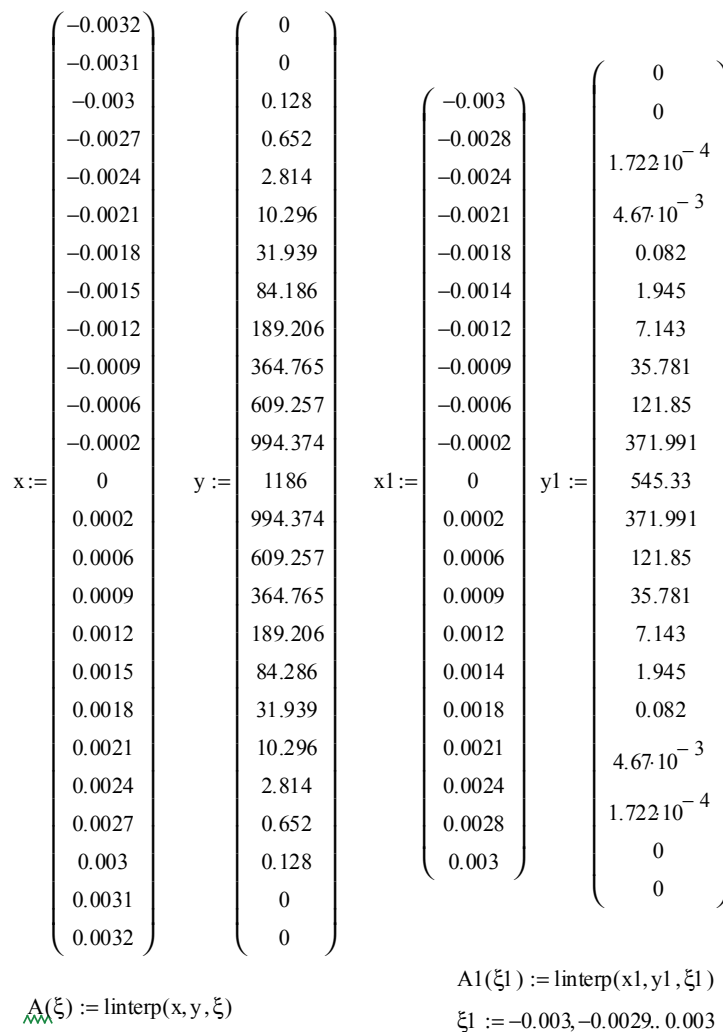 x := ( −0.0032 −0.0031 −0.003 −0.0027 −0.0024 −0.0021 −0.0018 −0.0015 −0.0012 −0.0009 −0.0006 −0.0002 0 0.0002 0.0006 0.0009 0.0012 0.0015 0.0018 0.0021 0.0024 0.0027 0.003 0.0031 0.0032 )
y := ( 0 0 0.128 0.652 2.814 10.296 31.939 84.186 189.206 364.765 609.257 994.374 1186 994.374 609.257 364.765 189.206 84.286 31.939 10.296 2.814 0.652 0.128 0 0 )
x1 := ( −0.003 −0.0028 −0.0024 −0.0021 −0.0018 −0.0014 −0.0012 −0.0009 −0.0006 −0.0002 0 0.0002 0.0006 0.0009 0.0012 0.0014 0.0018 0.0021 0.0024 0.0028 0.003 )
y1 := ( 0 0 1.722·10^−4 4.67·10^−3 0.082 1.945 7.143 35.781 121.85 371.991 545.33 371.991 121.85 35.781 7.143 1.945 0.082 4.67·10^−3 1.722·10^−4 0 0 )
A(ξ) := linterp(x, y, ξ)
A1(ξ1) := linterp(x1, y1, ξ1)
ξ1 := −0.003, −0.0029.. 0.003